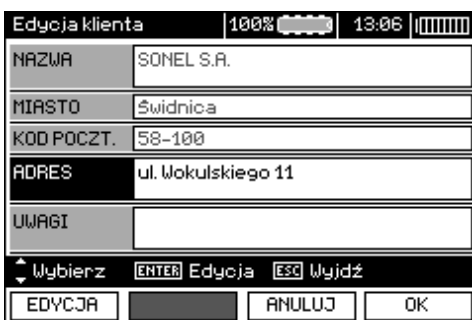 Edycja klienta 100% 13:06
NAZWA SONEL S.A.
MIASTO Świdnica
KOD POCZT. 58-100
ADRES ul. Wokulskiego 11
UWAGI
Wybierz ENTER Edycja ESC Wyjdź
EDYCJA ANULUJ OK